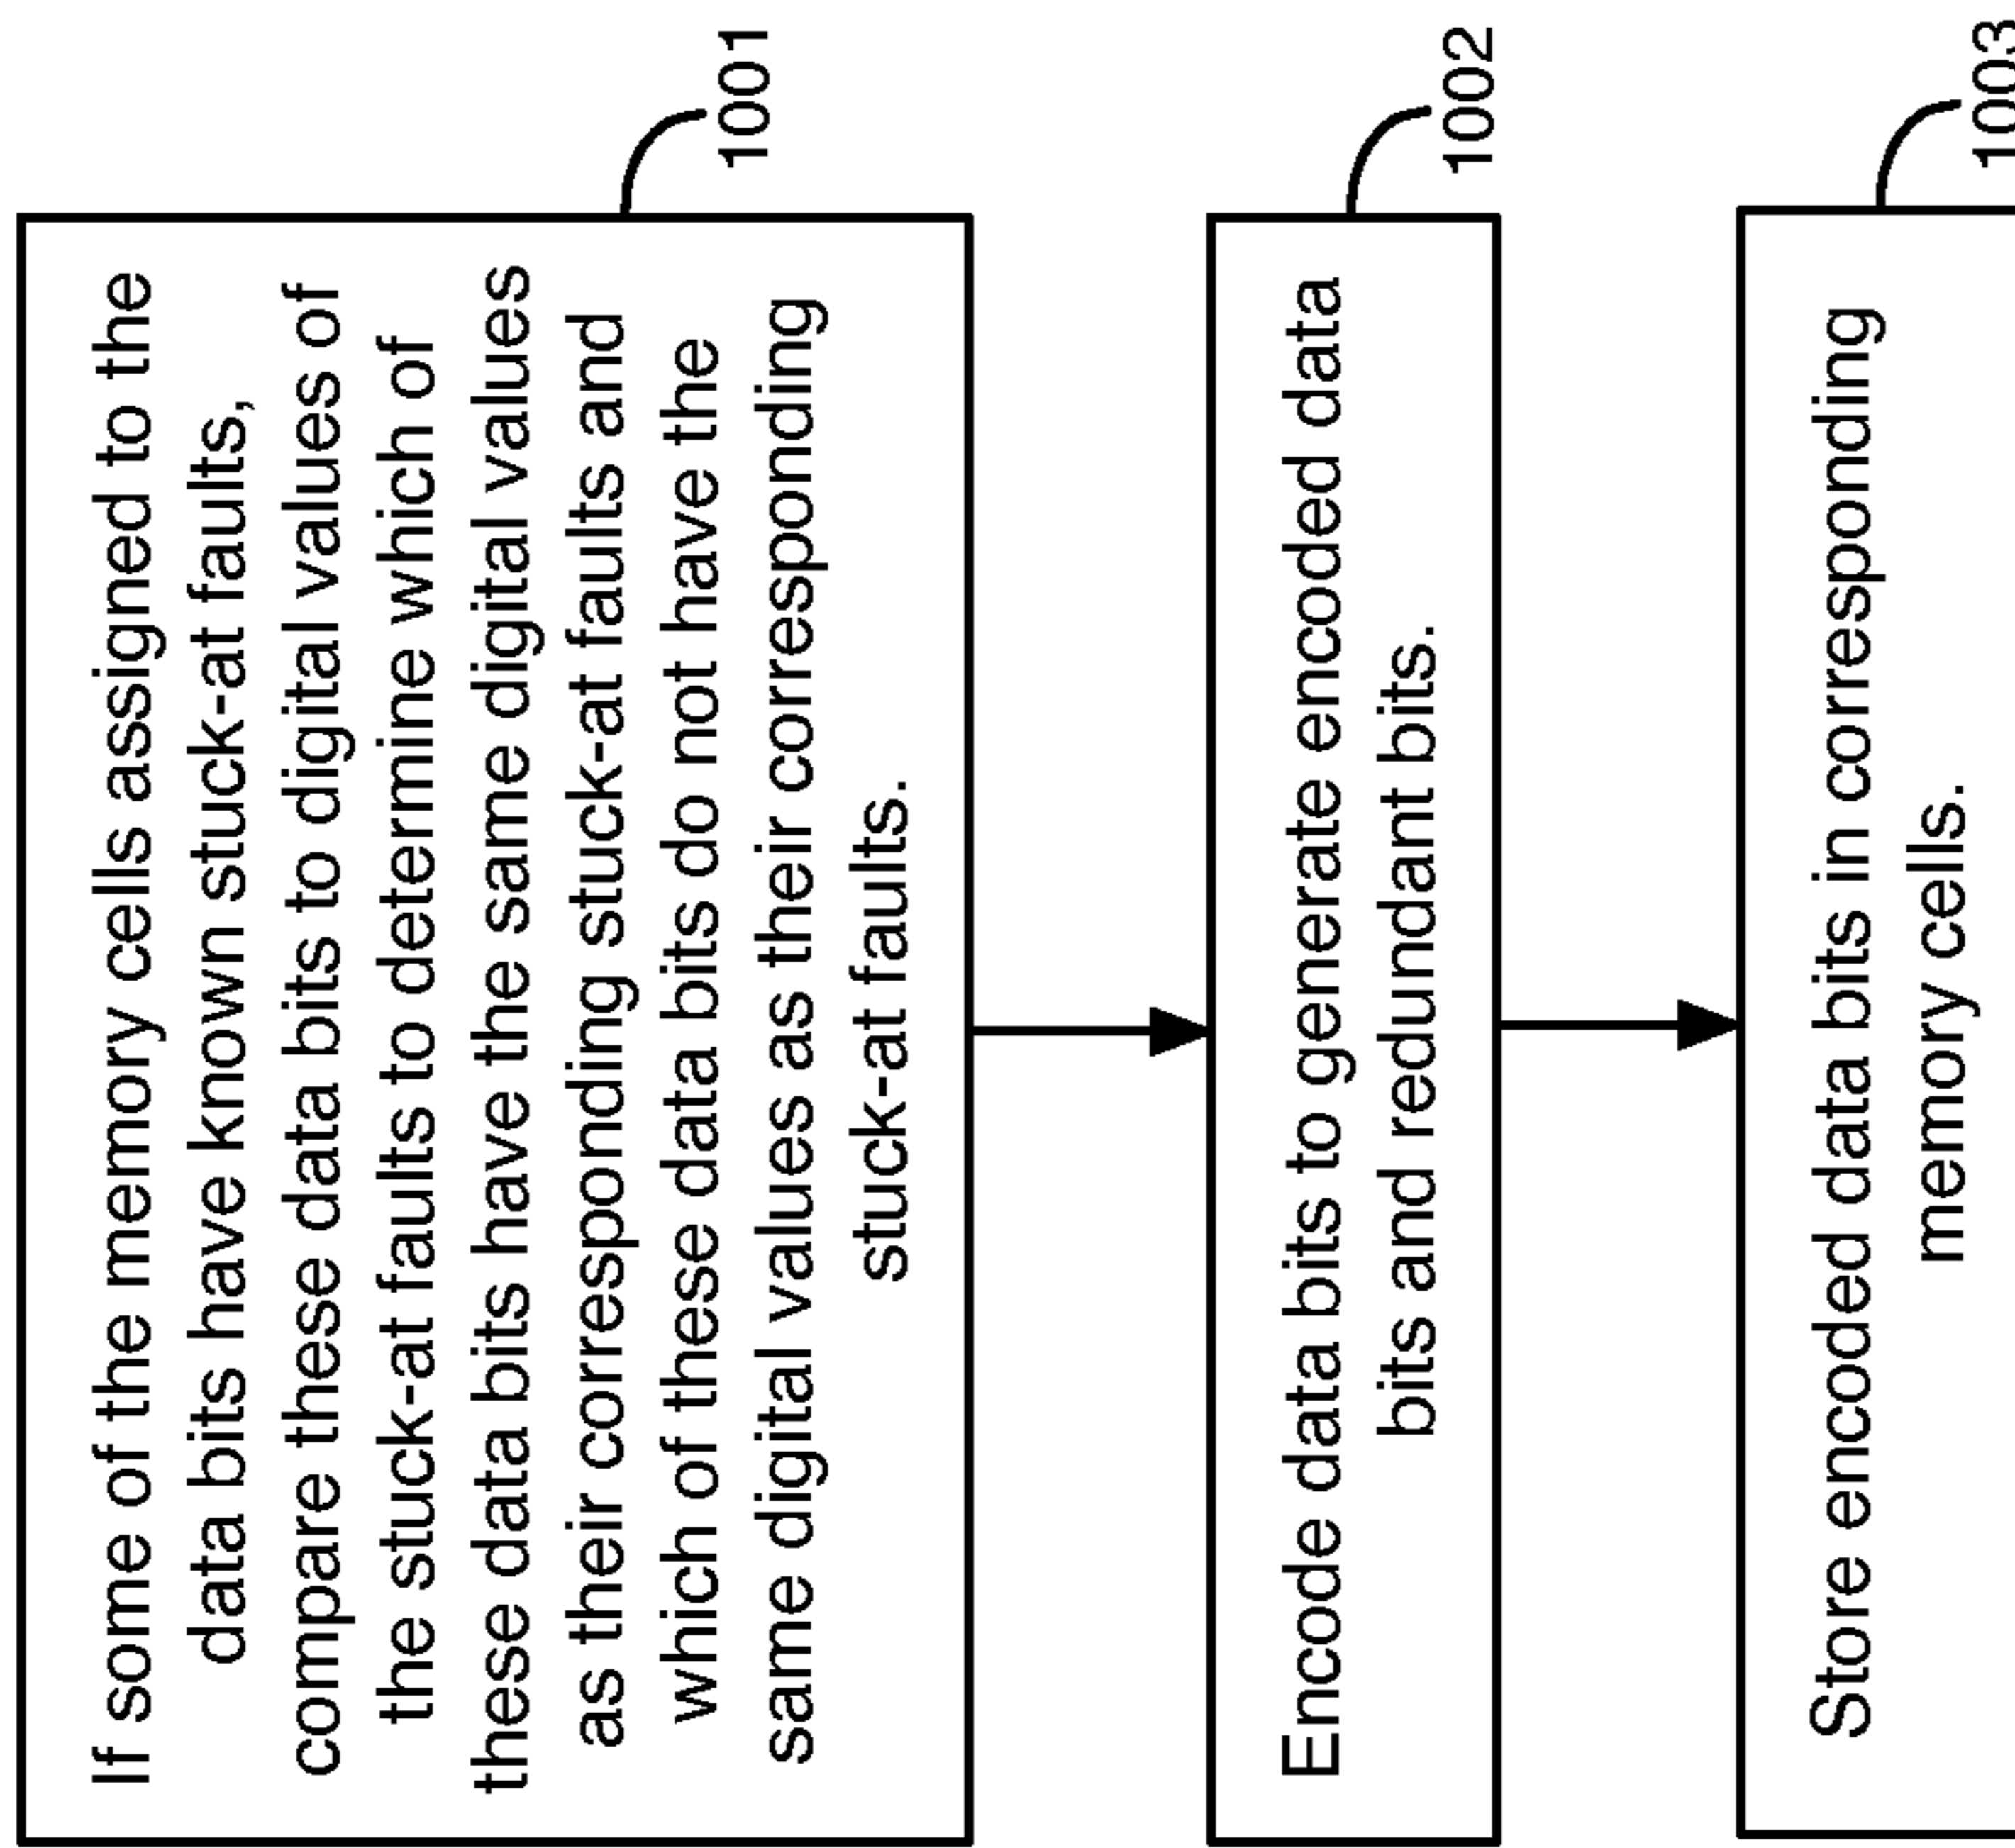 If some of the memory cells assigned to the
data bits have known stuck-at faults,
compare these data bits to digital values of
the stuck-at faults to determine which of
these data bits have the same digital values
as their corresponding stuck-at faults and
which of these data bits do not have the
same digital values as their corresponding
stuck-at faults.
1001
Encode data bits to generate encoded data
bits and redundant bits.
1002
Store encoded data bits in corresponding
memory cells.
1003